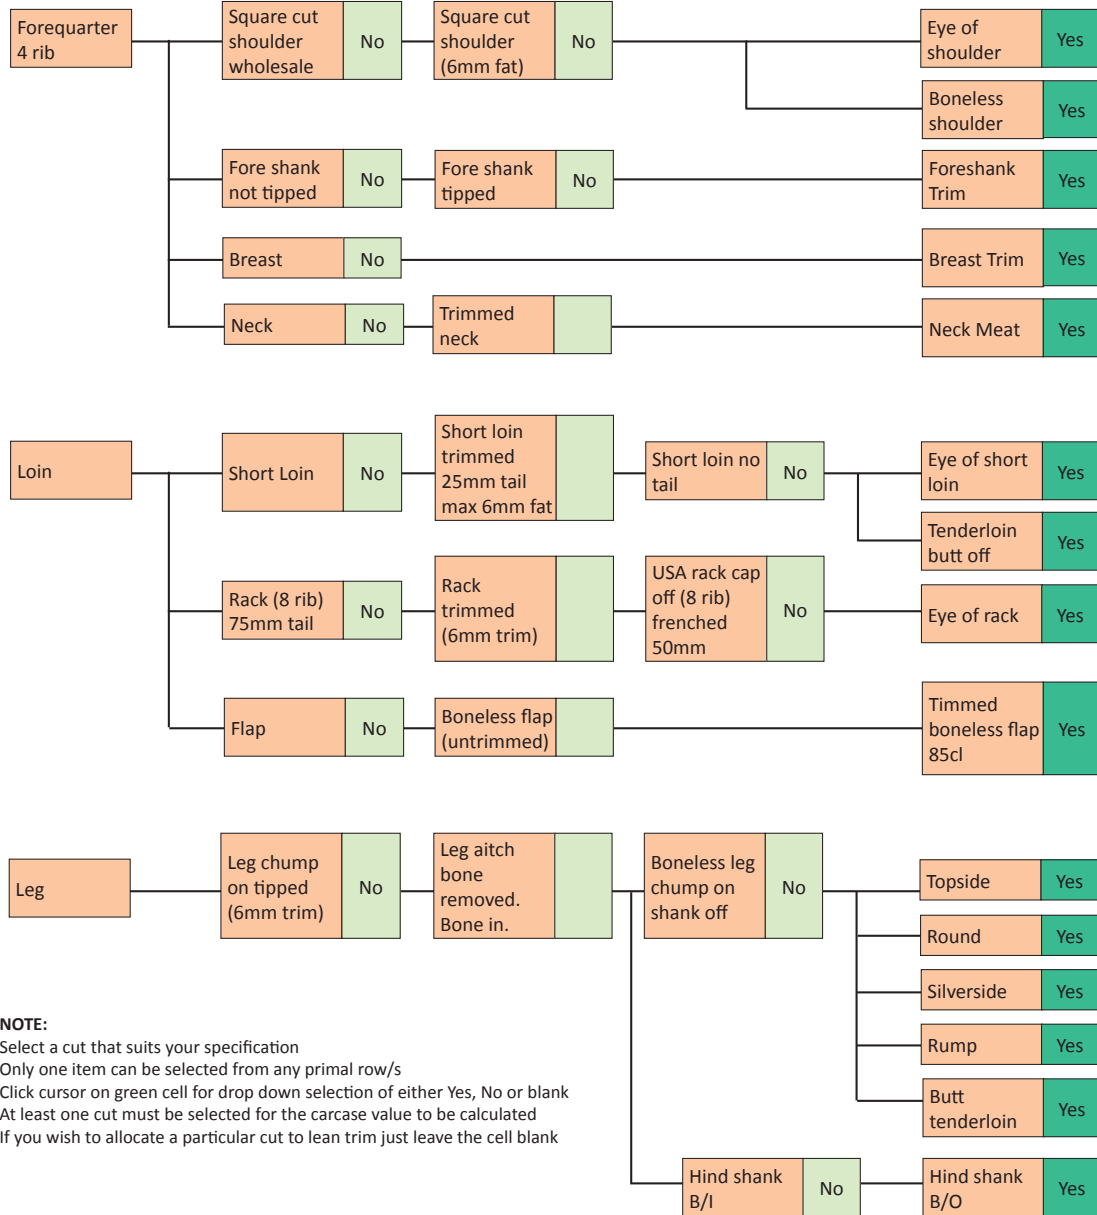 Forequarter
4 rib
Square cut
shoulder
wholesale
No
Square cut
shoulder
(6mm fat)
No
Eye of
shoulder
Yes
Boneless
shoulder
Yes
Fore shank
not tipped
No
Fore shank
tipped
No
Foreshank
Trim
Yes
Breast
No
Breast Trim
Yes
Neck
No
Trimmed
neck
Neck Meat
Yes
Loin
Short Loin
No
Short loin
trimmed
25mm tail
max 6mm fat
Short loin no
tail
No
Eye of short
loin
Yes
Tenderloin
butt off
Yes
Rack (8 rib)
75mm tail
No
Rack
trimmed
(6mm trim)
USA rack cap
off (8 rib)
frenched
50mm
No
Eye of rack
Yes
Flap
No
Boneless flap
(untrimmed)
Timmed
boneless flap
85cl
Yes
Leg
Leg chump
on tipped
(6mm trim)
No
Leg aitch
bone
removed.
Bone in.
Boneless leg
chump on
shank off
No
Topside
Yes
Round
Yes
Silverside
Yes
Rump
Yes
Butt
tenderloin
Yes
Hind shank
B/I
No
Hind shank
B/O
Yes
NOTE:
Select a cut that suits your specification
Only one item can be selected from any primal row/s
Click cursor on green cell for drop down selection of either Yes, No or blank
At least one cut must be selected for the carcase value to be calculated
If you wish to allocate a particular cut to lean trim just leave the cell blank